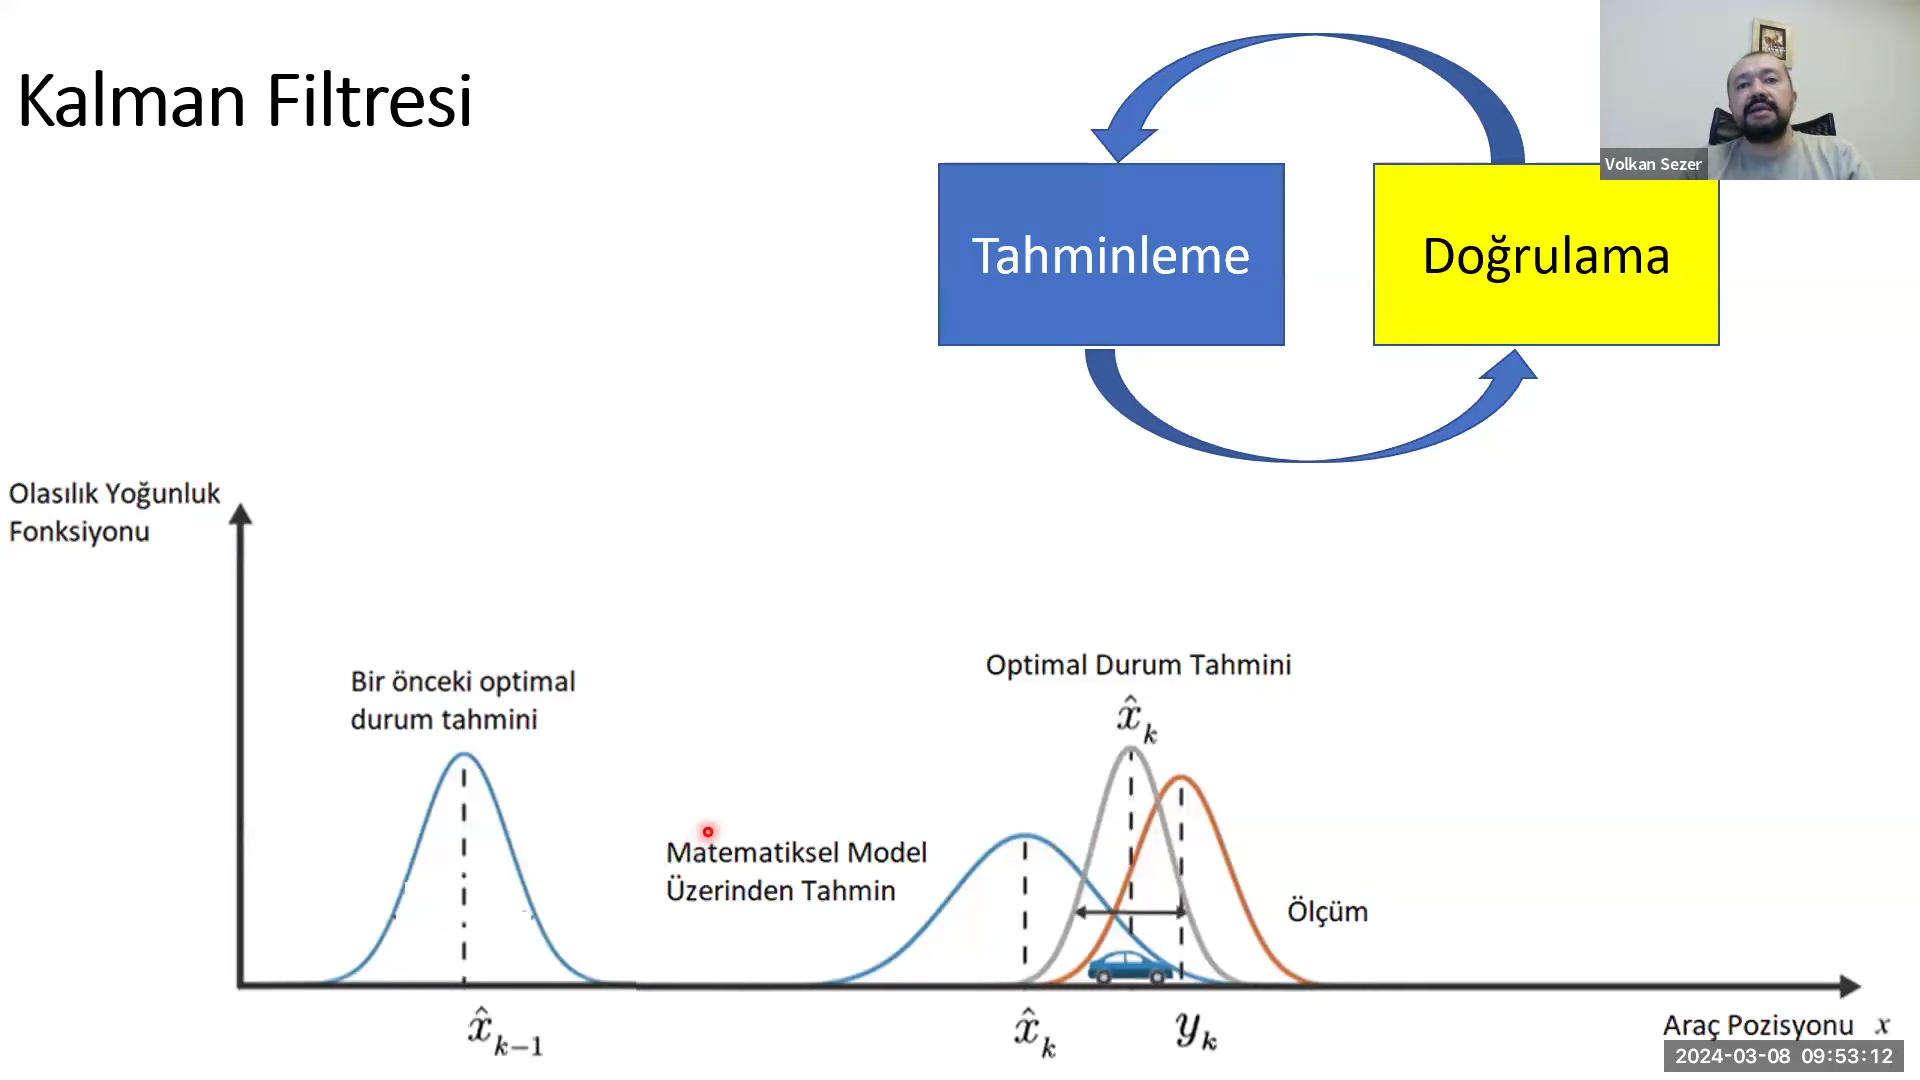 Kalman Filtresi
Volkan Sezer
Tahminleme
Doğrulama
Olasılık Yoğunluk
Fonksiyonu
Bir önceki optimal
durum tahmini
Optimal Durum Tahmini
x̂k
Matematiksel Model
Üzerinden Tahmin
Ölçüm
x̂k−1
x̂k
yk
Araç Pozisyonu x
2024-03-08 09:53:12